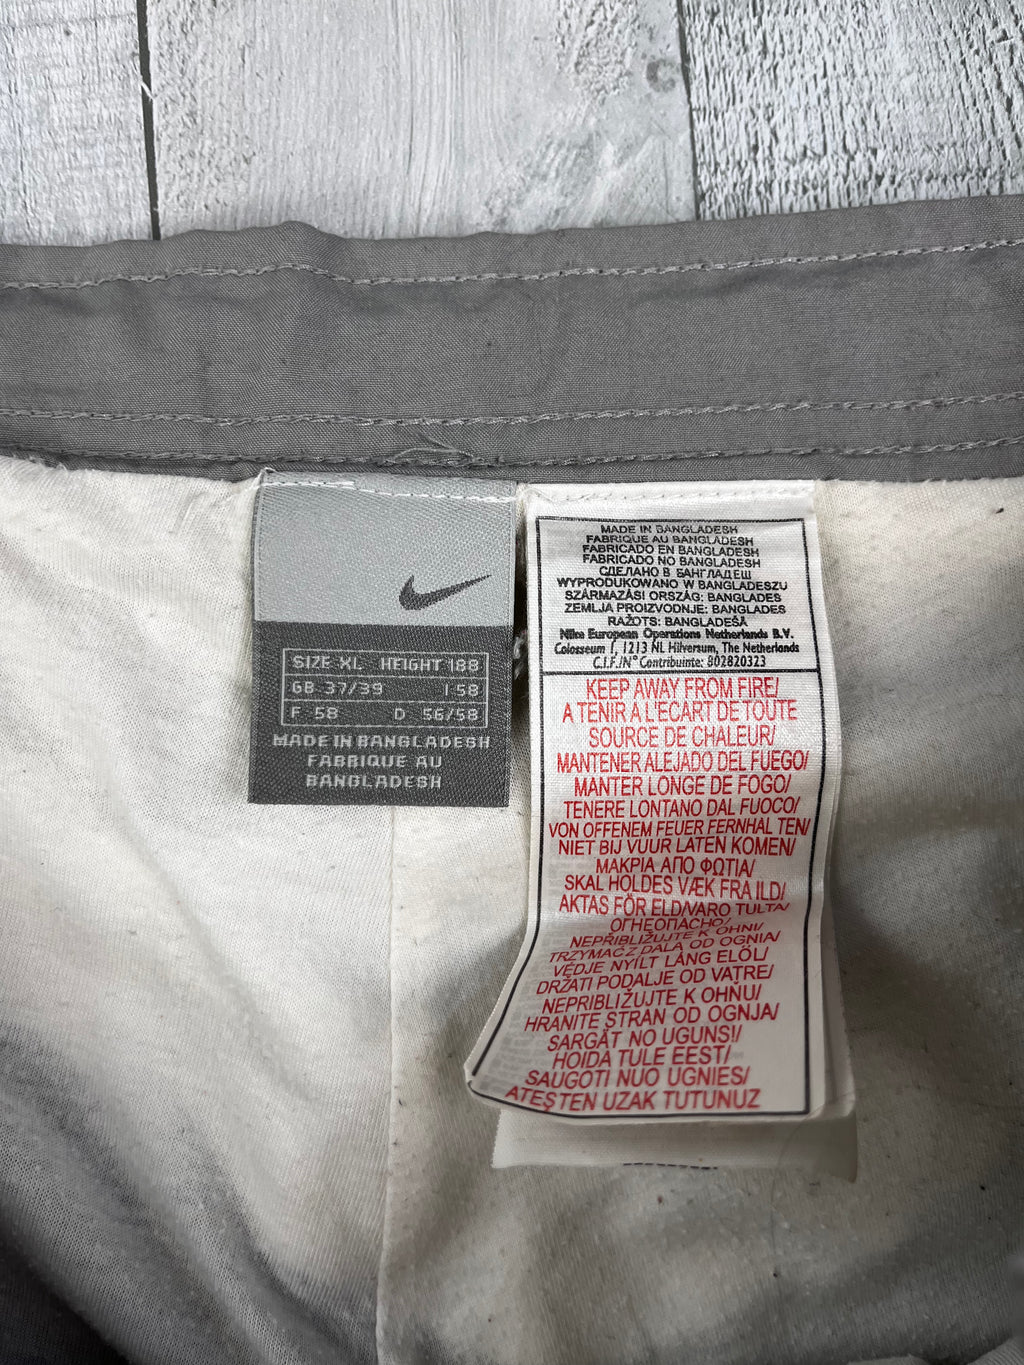 SIZE XL HEIGHT 188
GB 37/39 I 58
F 58 D 56/58
MADE IN BANGLADESH
FABRIQUE AU
BANGLADESH
MADE IN BANGLADESH
FABRIQUE AU BANGLADESH
FABRICADO EN BANGLADESH
FABRICADO NO BANGLADESH
СДЕЛАНО В БАНГЛАДЕШ
WYPRODUKOWANO W BANGLADESZU
SZÁRMAZÁSI ORSZÁG: BANGLADES
ZEMLJA PROIZVODNJE: BANGLADES
RAŽOTS: BANGLADEŠĀ
Nike European Operations Netherlands B.V.
Colosseum 1, 1213 NL Hilversum, The Netherlands
C.I.F./N° Contribuinte: 802820323
KEEP AWAY FROM FIRE/
A TENIR A L'ECART DE TOUTE
SOURCE DE CHALEUR/
MANTENER ALEJADO DEL FUEGO/
MANTER LONGE DE FOGO/
TENERE LONTANO DAL FUOCO/
VON OFFENEM FEUER FERNHALTEN/
NIET BIJ VUUR LATEN KOMEN/
ΜΑΚΡΙΑ ΑΠΟ ΦΩΤΙΑ/
SKAL HOLDES VÆK FRA ILD/
AKTAS FÖR ELD/VARO TULTA/
ОГНЕОПАСНО/
NEPŘIBLIŽUJTE K OHNI/
TRZYMAĆ Z DALA OD OGNIA/
VÉDJE NYÍLT LÁNG ELŐL/
DRŽATI PODALJE OD VATRE/
NEPRIBLIŽUJTE K OHŇU/
HRANITE STRAN OD OGNJA/
SARGĀT NO UGUNS!/
HOIDA TULE EEST/
SAUGOTI NUO UGNIES/
ATEŞTEN UZAK TUTUNUZ